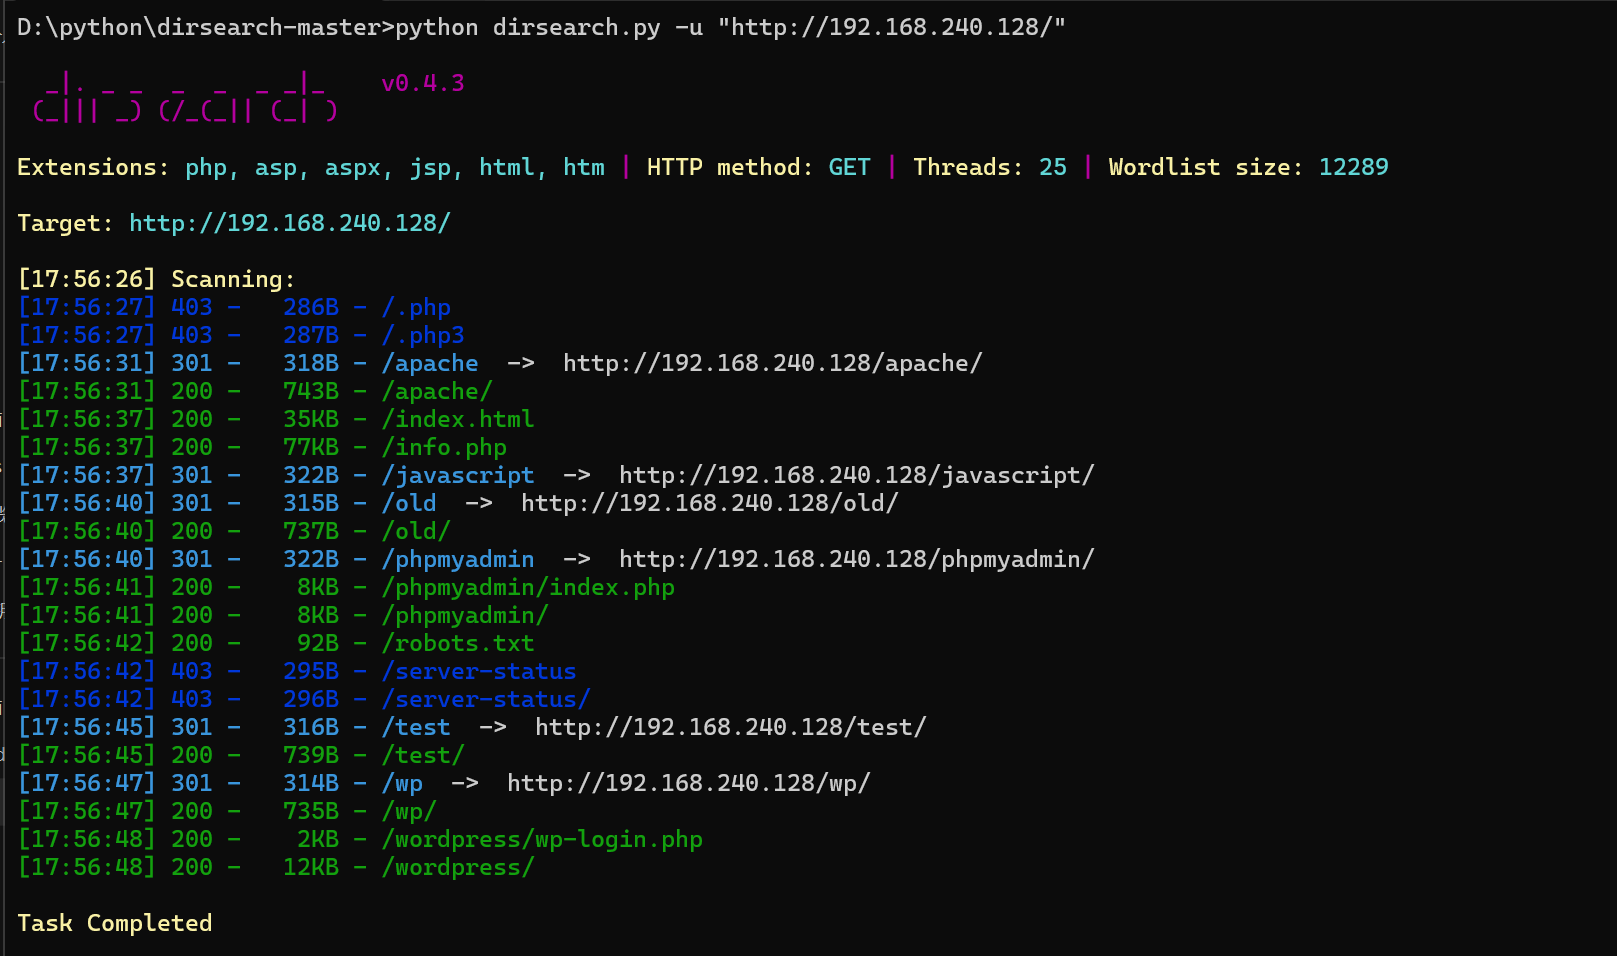 D:\python\dirsearch-master>python dirsearch.py -u "http://192.168.240.128/"
  _|. _ _  _  _  _ _|_    v0.4.3
 (_||| _) (/_(_|| (_| )
Extensions: php, asp, aspx, jsp, html, htm | HTTP method: GET | Threads: 25 | Wordlist size: 12289
Target: http://192.168.240.128/
[17:56:26] Scanning:
[17:56:27] 403 -   286B - /.php
[17:56:27] 403 -   287B - /.php3
[17:56:31] 301 -   318B - /apache  ->  http://192.168.240.128/apache/
[17:56:31] 200 -   743B - /apache/
[17:56:37] 200 -   35KB - /index.html
[17:56:37] 200 -   77KB - /info.php
[17:56:37] 301 -   322B - /javascript  ->  http://192.168.240.128/javascript/
[17:56:40] 301 -   315B - /old  ->  http://192.168.240.128/old/
[17:56:40] 200 -   737B - /old/
[17:56:40] 301 -   322B - /phpmyadmin  ->  http://192.168.240.128/phpmyadmin/
[17:56:41] 200 -    8KB - /phpmyadmin/index.php
[17:56:41] 200 -    8KB - /phpmyadmin/
[17:56:42] 200 -    92B - /robots.txt
[17:56:42] 403 -   295B - /server-status
[17:56:42] 403 -   296B - /server-status/
[17:56:45] 301 -   316B - /test  ->  http://192.168.240.128/test/
[17:56:45] 200 -   739B - /test/
[17:56:47] 301 -   314B - /wp  ->  http://192.168.240.128/wp/
[17:56:47] 200 -   735B - /wp/
[17:56:48] 200 -    2KB - /wordpress/wp-login.php
[17:56:48] 200 -   12KB - /wordpress/
Task Completed